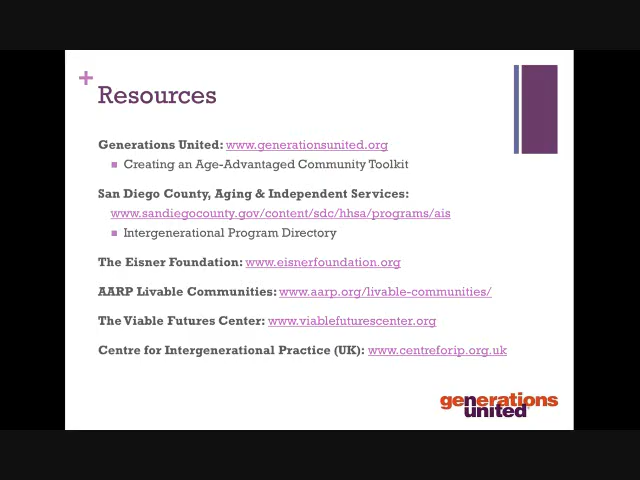 +
Resources
Generations United: www.generationsunited.org
Creating an Age-Advantaged Community Toolkit
San Diego County, Aging & Independent Services:
www.sandiegocounty.gov/content/sdc/hhsa/programs/ais
Intergenerational Program Directory
The Eisner Foundation: www.eisnerfoundation.org
AARP Livable Communities: www.aarp.org/livable-communities/
The Viable Futures Center: www.viablefuturescenter.org
Centre for Intergenerational Practice (UK): www.centreforip.org.uk
generations
united